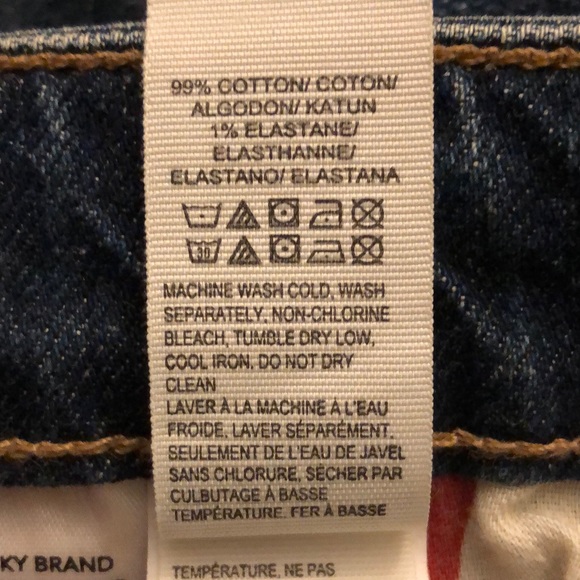 99% COTTON/ COTON/
ALGODON/ KATUN
1% ELASTANE/
ELASTHANNE/
ELASTANO/ ELASTANA
30
MACHINE WASH COLD, WASH
SEPARATELY, NON-CHLORINE
BLEACH, TUMBLE DRY LOW,
COOL IRON, DO NOT DRY
CLEAN
LAVER À LA MACHINE À L'EAU
FROIDE, LAVER SÉPARÉMENT,
SEULEMENT DE L'EAU DE JAVEL
SANS CHLORURE, SÉCHER PAR
CULBUTAGE À BASSE
TEMPÉRATURE, FER À BASSE
TEMPÉRATURE, NE PAS
KY BRAND